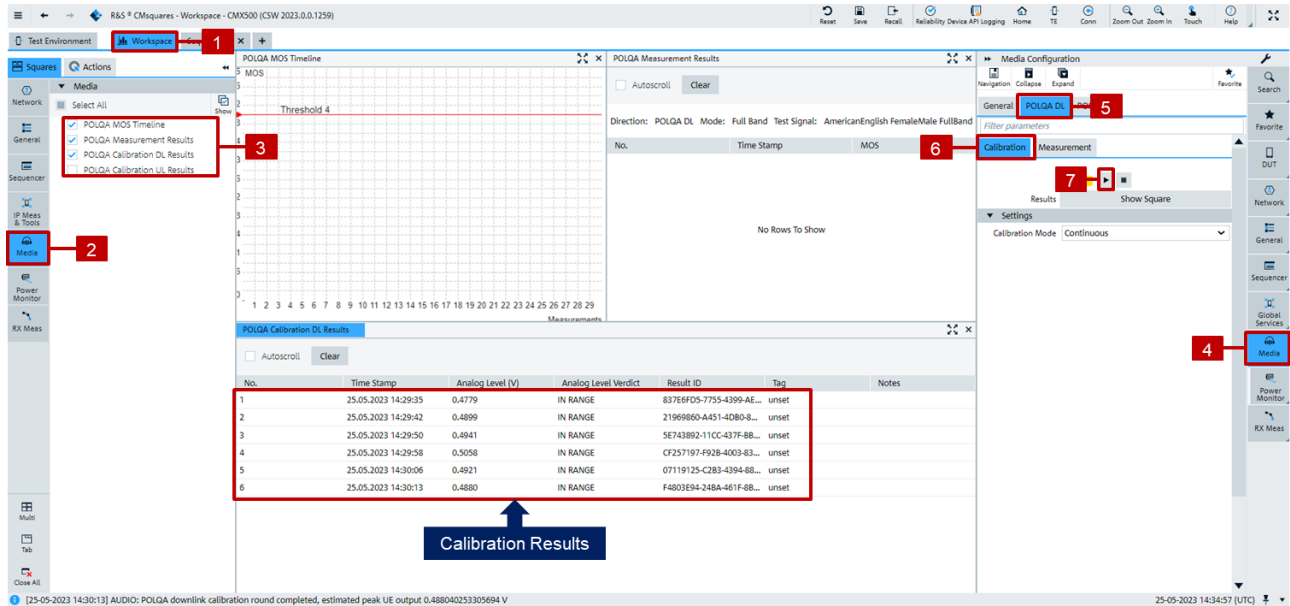 R&S ® CMsquares - Workspace - CMX500 (CSW 2023.0.0.1259)
Reset Save Recall Reliability Device API Logging Home TE Conn Zoom Out Zoom In Touch Help
Test Environment Workspace 1 × +
Squares Actions
Network
General
Sequencer
IP Meas & Tools
Media
Power Monitor
RX Meas
Multi
Tab
Close All
Media
Select All
Show
POLQA MOS Timeline
POLQA Measurement Results
POLQA Calibration DL Results
POLQA Calibration UL Results
3
2
POLQA MOS Timeline
MOS
Threshold 4
1 2 3 4 5 6 7 8 9 10 11 12 13 14 15 16 17 18 19 20 21 22 23 24 25 26 27 28 29
Measurements
POLQA Measurement Results
Autoscroll Clear
Direction: POLQA DL Mode: Full Band Test Signal: AmericanEnglish FemaleMale FullBand
No. Time Stamp MOS
No Rows To Show
POLQA Calibration DL Results
Autoscroll Clear
No. Time Stamp Analog Level (V) Analog Level Verdict Result ID Tag Notes
1 25.05.2023 14:29:35 0.4779 IN RANGE 837E6FD5-7755-4399-AE... unset
2 25.05.2023 14:29:42 0.4899 IN RANGE 21969860-A451-4DB0-8... unset
3 25.05.2023 14:29:50 0.4941 IN RANGE 5E743892-11CC-437F-BB... unset
4 25.05.2023 14:29:58 0.5058 IN RANGE CF257197-F92B-4003-83... unset
5 25.05.2023 14:30:06 0.4921 IN RANGE 07119125-C2B3-4394-88... unset
6 25.05.2023 14:30:13 0.4880 IN RANGE F4803E94-24BA-461F-8B... unset
Calibration Results
Media Configuration
Navigation Collapse Expand Favorite
General POLQA DL 5
Filter parameters
6 Calibration Measurement
7
Results Show Square
Settings
Calibration Mode Continuous
4
Search
Favorite
DUT
Network
General
Sequencer
Global Services
Media
Power Monitor
RX Meas
[25-05-2023 14:30:13] AUDIO: POLQA downlink calibration round completed, estimated peak UE output 0.488040253305694 V
25-05-2023 14:34:57 (UTC)